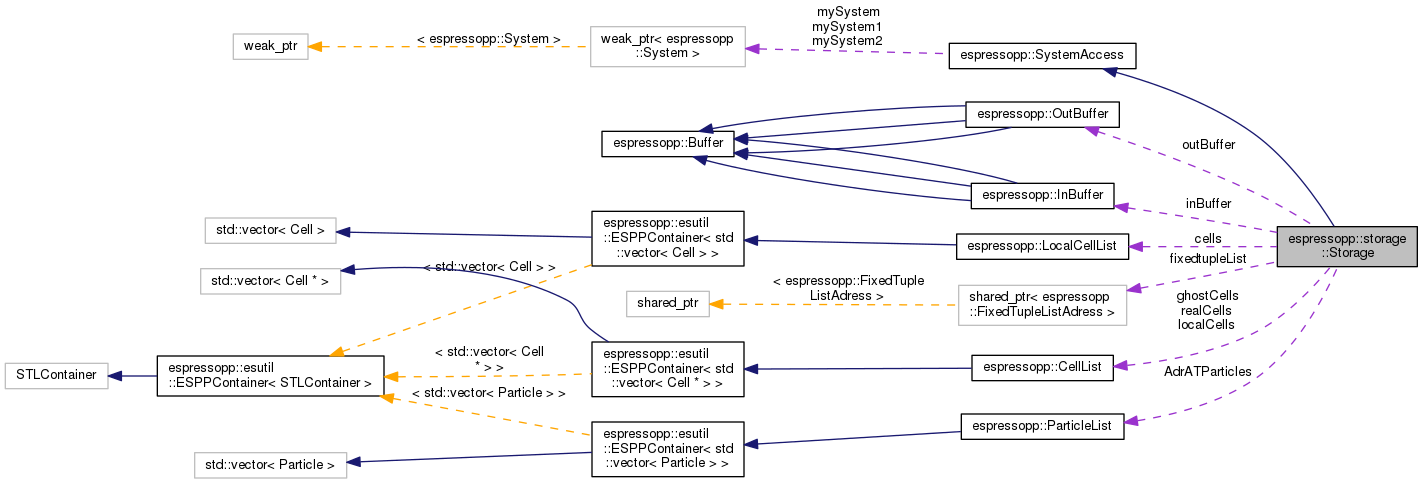 mySystem
mySystem1
mySystem2
weak_ptr
< espressopp::System >
weak_ptr< espressopp
::System >
espressopp::SystemAccess
espressopp::OutBuffer
espressopp::Buffer
outBuffer
espressopp::InBuffer
inBuffer
std::vector< Cell >
espressopp::esutil
::ESPPContainer< std
::vector< Cell > >
espressopp::LocalCellList
cells
fixedtupleList
espressopp::storage
::Storage
std::vector< Cell * >
< std::vector< Cell > >
shared_ptr
< espressopp::FixedTuple
ListAdress >
shared_ptr< espressopp
::FixedTupleListAdress >
ghostCells
realCells
localCells
STLContainer
espressopp::esutil
::ESPPContainer< STLContainer >
< std::vector< Cell
* > >
espressopp::esutil
::ESPPContainer< std
::vector< Cell * > >
espressopp::CellList
AdrATParticles
< std::vector< Particle > >
std::vector< Particle >
espressopp::esutil
::ESPPContainer< std
::vector< Particle > >
espressopp::ParticleList